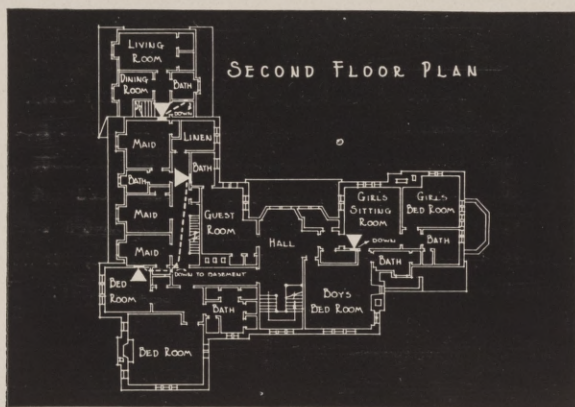 SECOND FLOOR PLAN
LIVING
ROOM
DINING
ROOM
BATH
DOWN
MAID
LINEN
BATH
BATH
MAID
GUEST
ROOM
MAID
HALL
GIRLS
SITTING
ROOM
GIRLS
BED ROOM
DOWN
BATH
BATH
DOWN TO BASEMENT
BED
ROOM
BATH
BOY'S
BED ROOM
BED ROOM